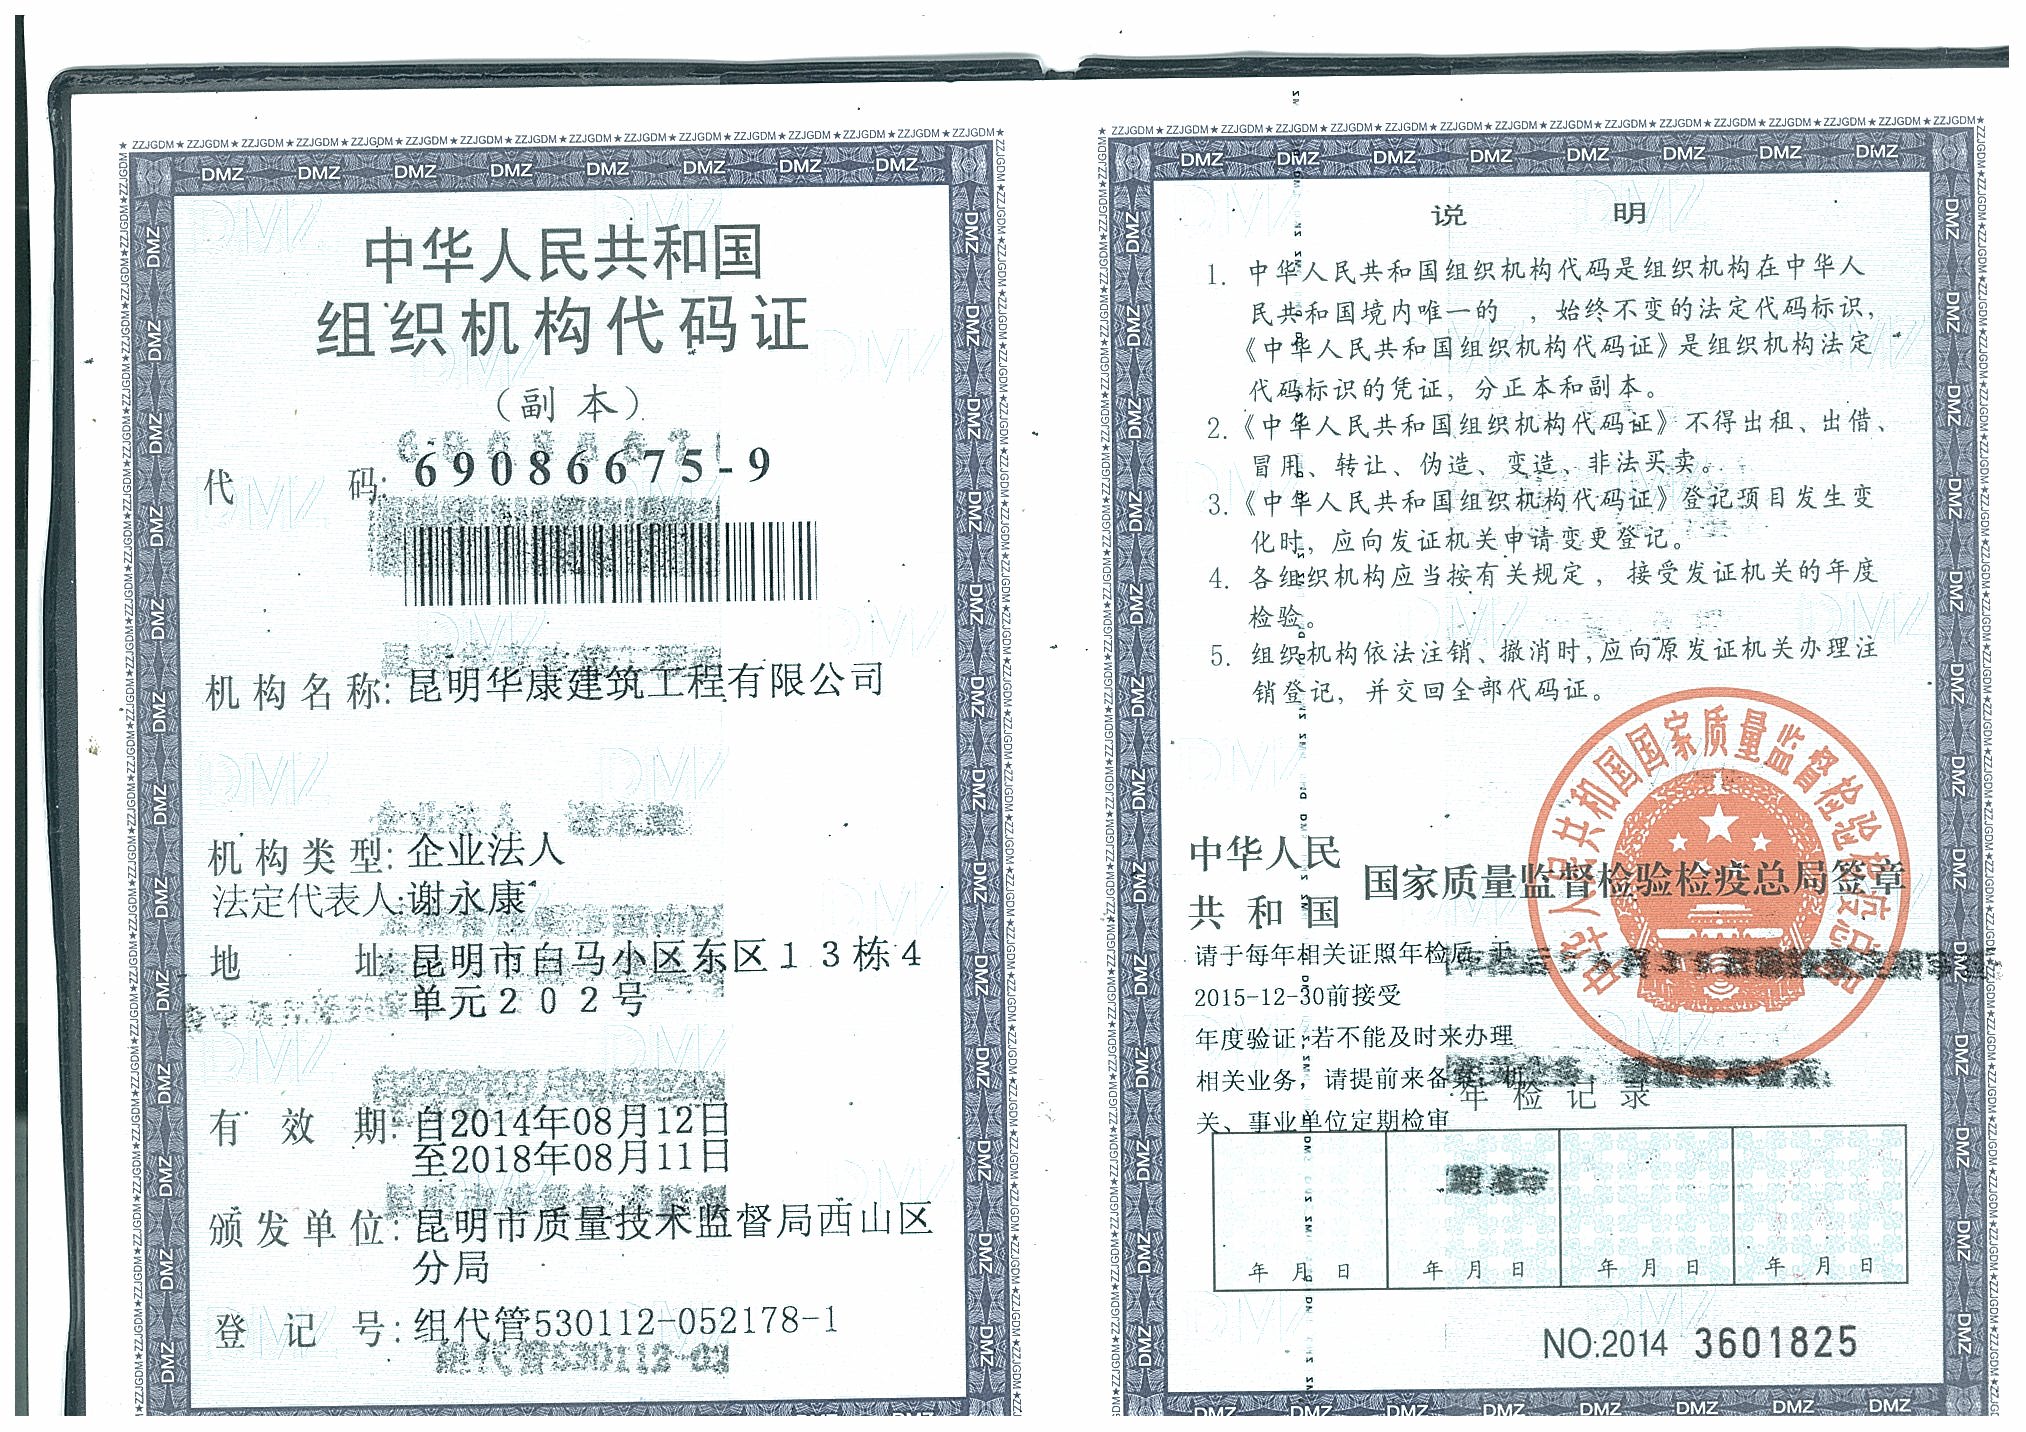 中华人民共和国
组织机构代码证
（副 本）
代 码: 69086675-9
机构名称: 昆明华康建筑工程有限公司
机构类型: 企业法人
法定代表人:谢永康
地 址: 昆明市白马小区东区13栋4
单元202号
有 效 期: 自2014年08月12日
至2018年08月11日
颁发单位: 昆明市质量技术监督局西山区
分局
登 记 号: 组代管530112-052178-1
说 明
1. 中华人民共和国组织机构代码是组织机构在中华人
民共和国境内唯一的 ，始终不变的法定代码标识，
《中华人民共和国组织机构代码证》是组织机构法定
代码标识的凭证，分正本和副本。
2.《中华人民共和国组织机构代码证》不得出租、出借、
冒用、转让、伪造、变造、非法买卖。
3.《中华人民共和国组织机构代码证》登记项目发生变
化时，应向发证机关申请变更登记。
4. 各组织机构应当按有关规定，接受发证机关的年度
检验。
5. 组织机构依法注销、撤消时,应向原发证机关办理注
销登记，并交回全部代码证。
中华人民
共和国 国家质量监督检验检疫总局签章
中华人民共和国国家质量监督检验检疫总局
请于每年相关证照年检后,于
2015-12-30前接受
年度验证,若不能及时来办理
相关业务，请提前来备案；机
关、事业单位定期检审
年 检 记 录
年 月 日 年 月 日 年 月 日 年 月 日
NO.2014 3601825